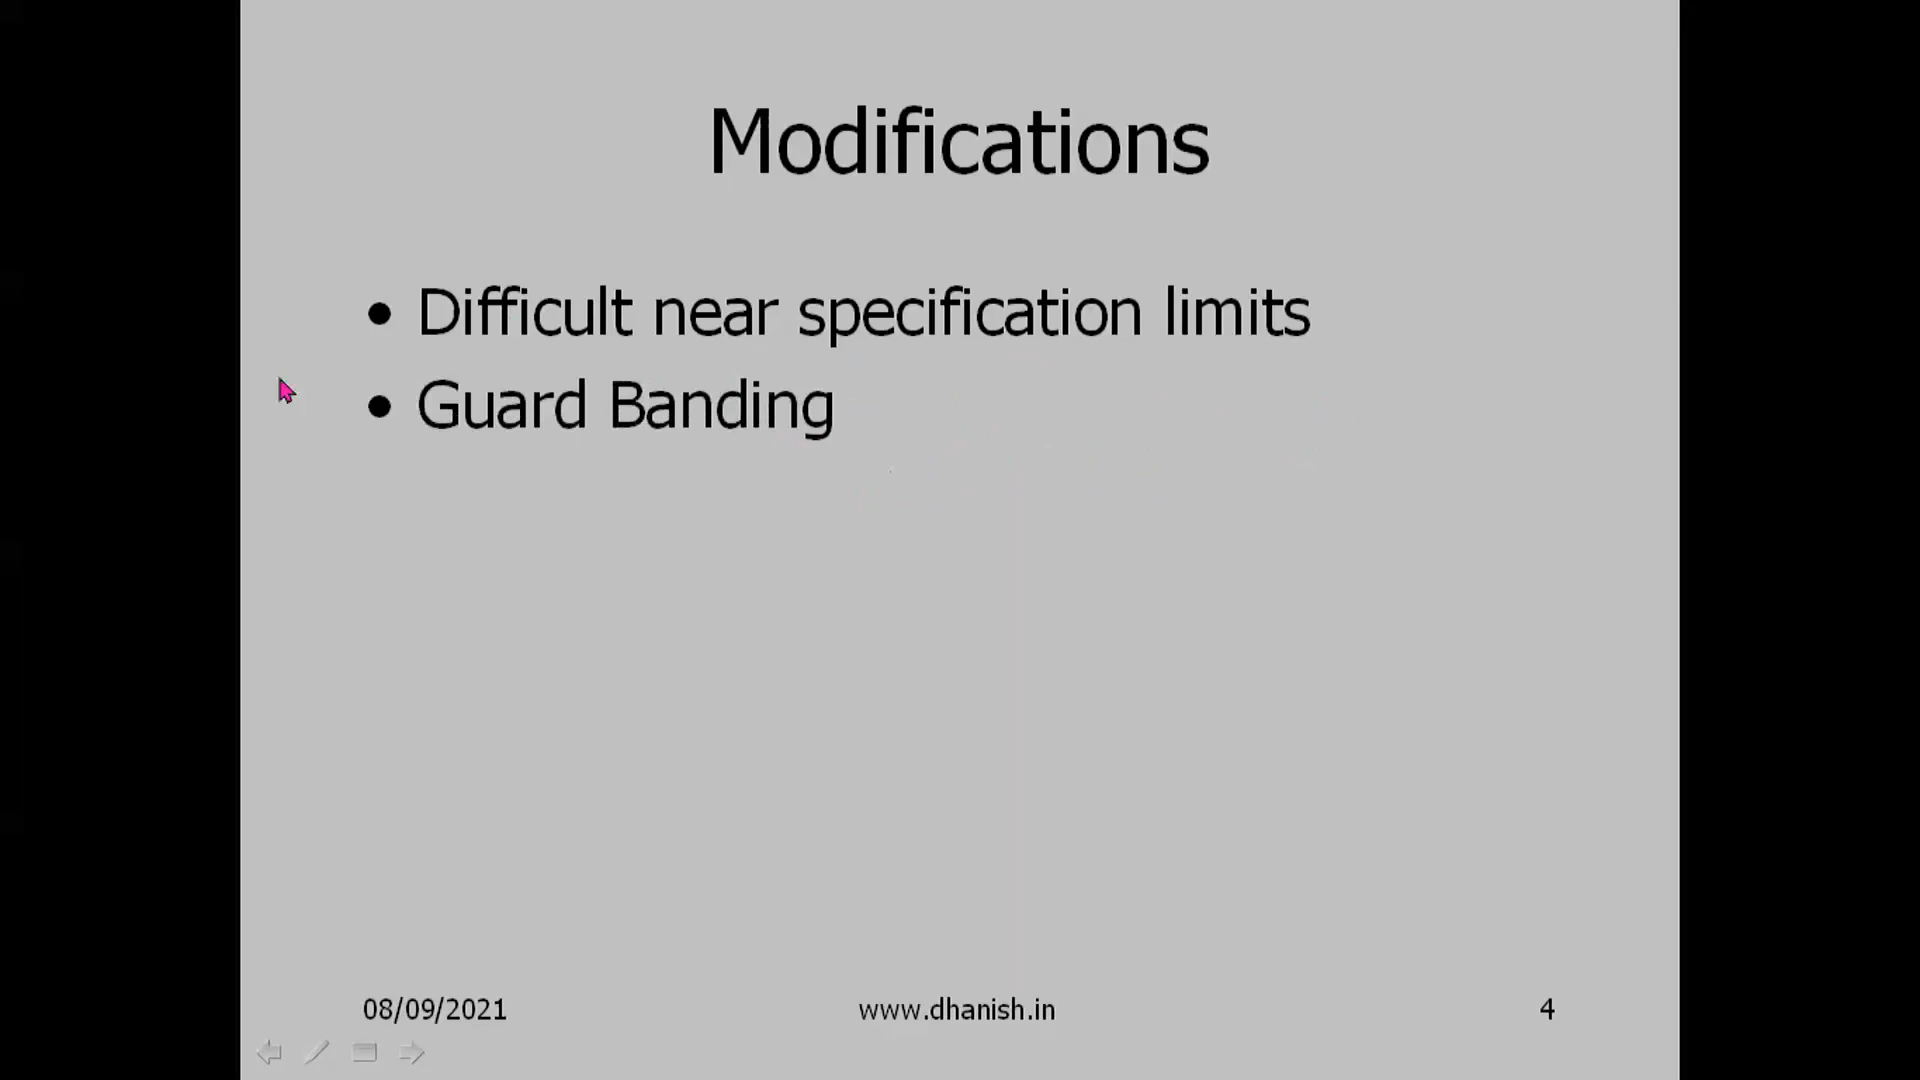 Modifications
• Difficult near specification limits
• Guard Banding
08/09/2021 www.dhanish.in 4